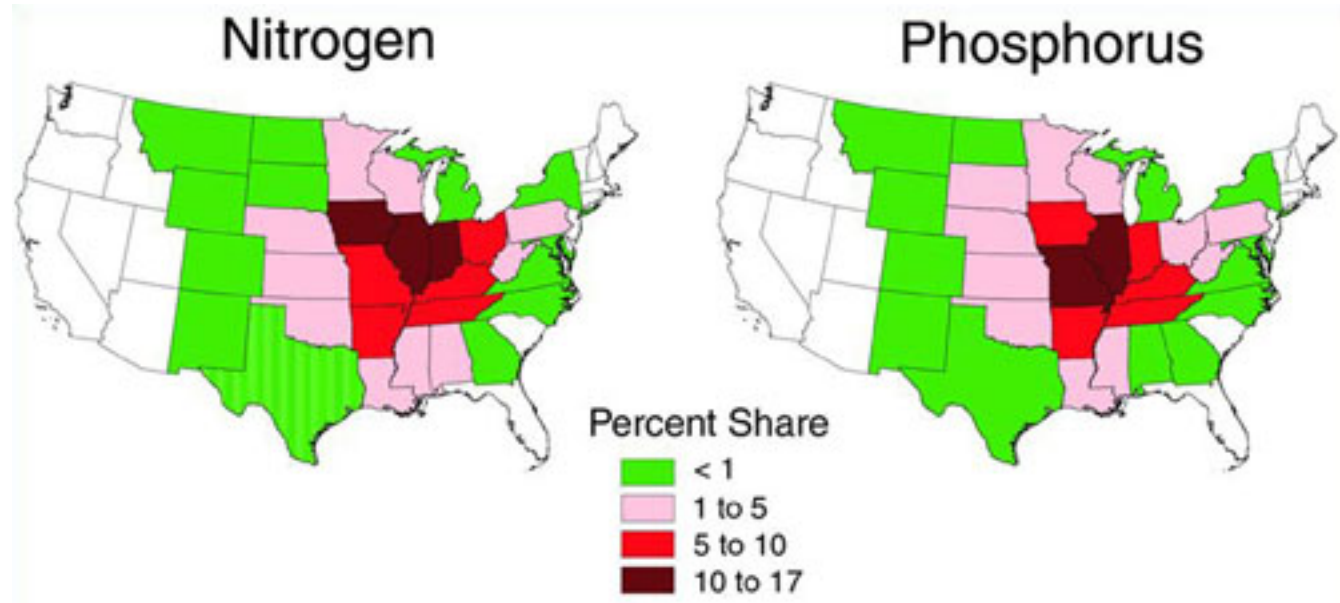 Nitrogen
Phosphorus
Percent Share
< 1
1 to 5
5 to 10
10 to 17